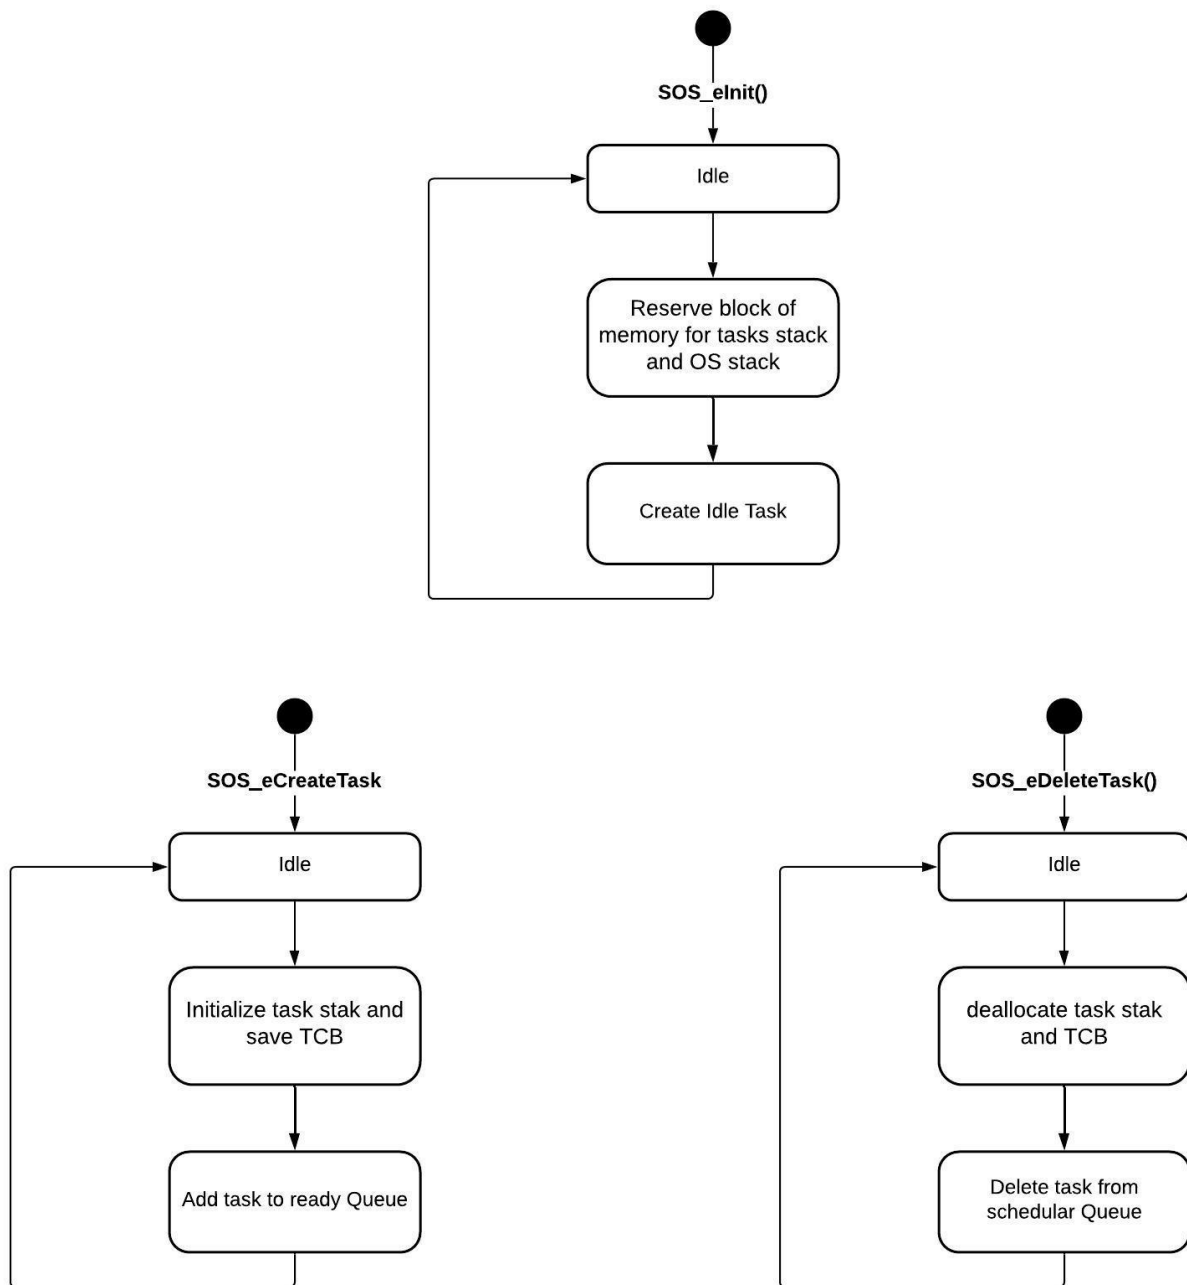 SOS_eInit()
Idle
Reserve block of
memory for tasks stack
and OS stack
Create Idle Task
SOS_eCreateTask
Idle
Initialize task stak and
save TCB
Add task to ready Queue
SOS_eDeleteTask()
Idle
deallocate task stak
and TCB
Delete task from
schedular Queue